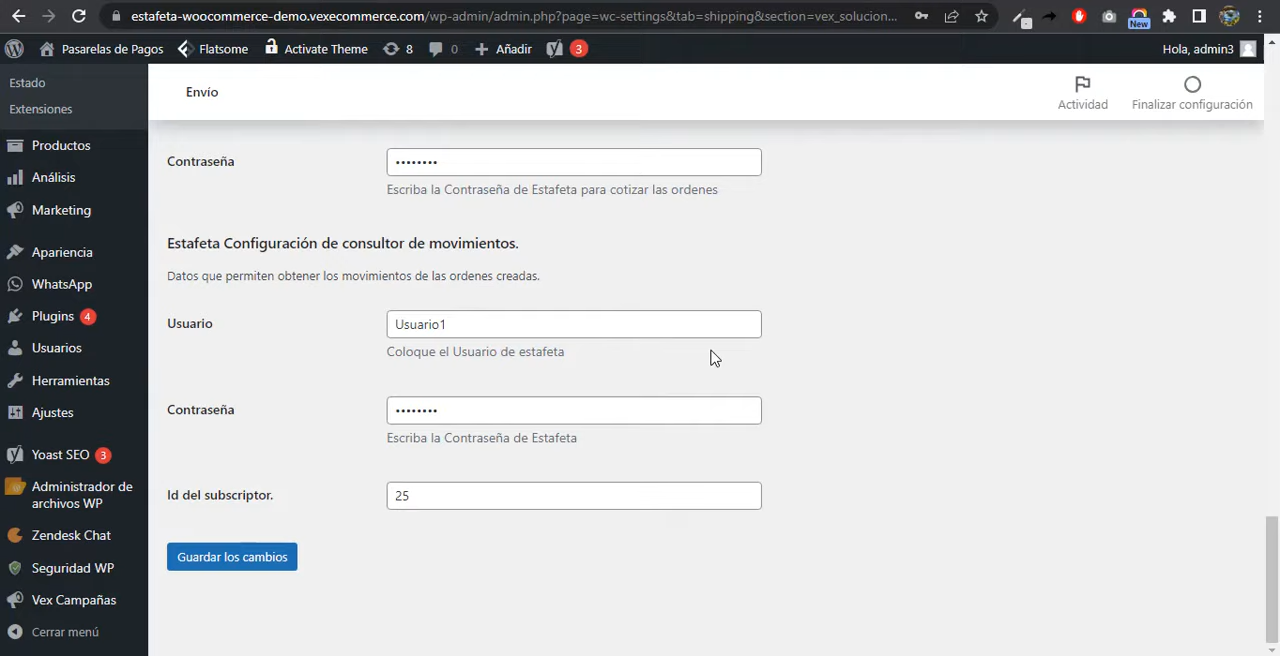 estafeta-woocommerce-demo.vexecommerce.com/wp-admin/admin.php?page=wc-settings&tab=shipping&section=vex_solucion...
New
Pasarelas de Pagos
Flatsome
Activate Theme
8
0
Añadir
3
Hola, admin3
Estado
Extensiones
Productos
Análisis
Marketing
Apariencia
WhatsApp
Plugins 4
Usuarios
Herramientas
Ajustes
Yoast SEO 3
Administrador de
archivos WP
Zendesk Chat
Seguridad WP
Vex Campañas
Cerrar menú
Envío
Actividad
Finalizar configuración
Contraseña
••••••••
Escriba la Contraseña de Estafeta para cotizar las ordenes
Estafeta Configuración de consultor de movimientos.
Datos que permiten obtener los movimientos de las ordenes creadas.
Usuario
Usuario1
Coloque el Usuario de estafeta
Contraseña
••••••••
Escriba la Contraseña de Estafeta
Id del subscriptor.
25
Guardar los cambios